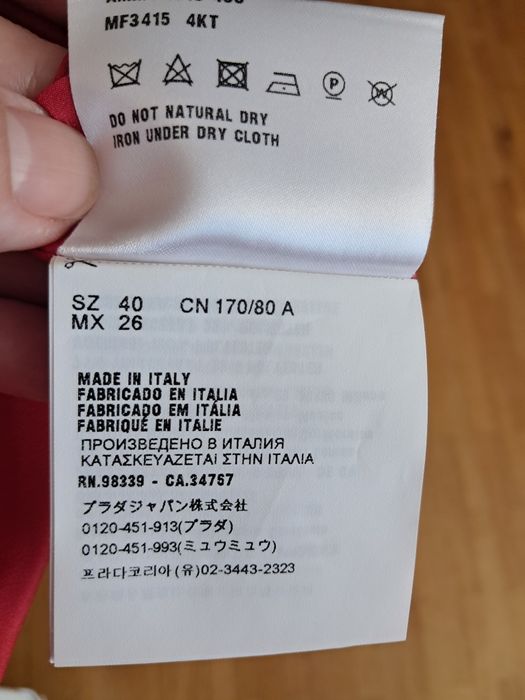 MF3415 4KT
P
W
DO NOT NATURAL DRY
IRON UNDER DRY CLOTH
SZ 40 CN 170/80 A
MX 26
MADE IN ITALY
FABRICADO EN ITALIA
FABRICADO EM ITÁLIA
FABRIQUÉ EN ITALIE
ПРОИЗВЕДЕНО В ИТАЛИЯ
ΚΑΤΑΣΚΕΥΑΖΕΤΑΙ ΣΤΗΝ ΙΤΑΛΙΑ
RN.98339 - CA.34757
プラダジャパン株式会社
0120-451-913(プラダ)
0120-451-993(ミュウミュウ)
프라다코리아(유)02-3443-2323